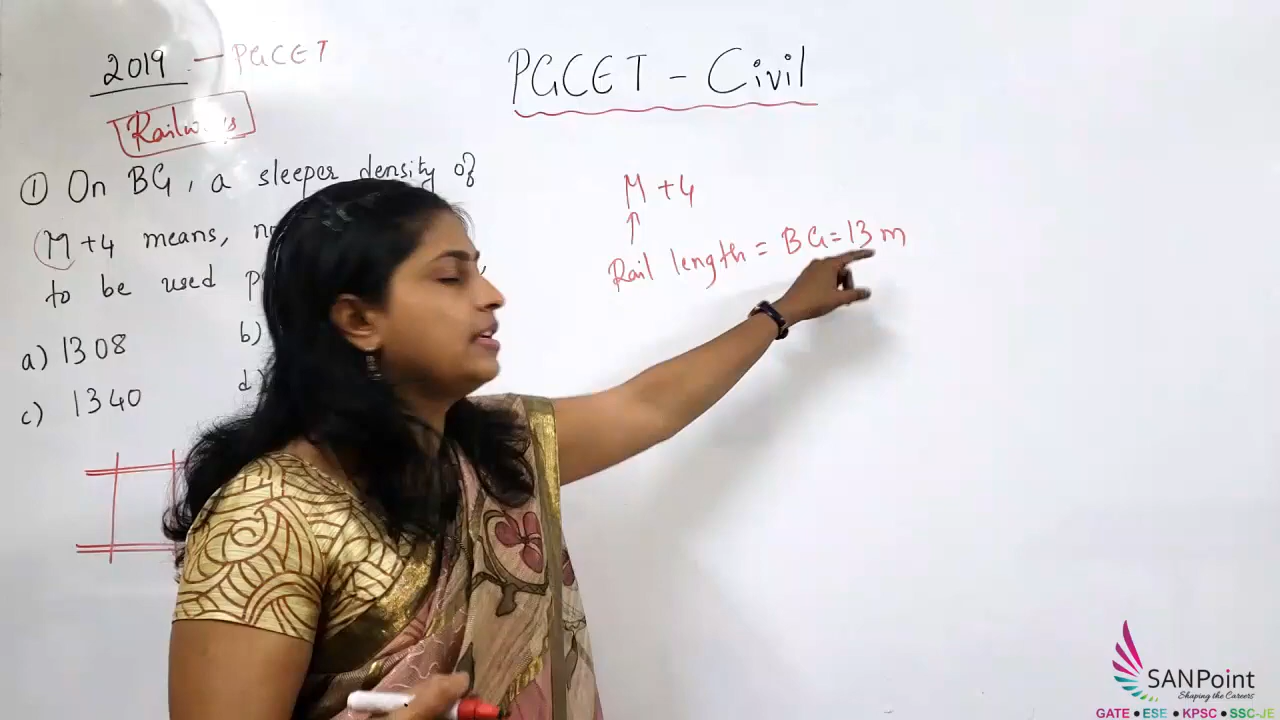 2019 — PGCET
PGCET - Civil
Railways
① On BG, a sleeper density of
M+4 means,
to be used
a) 1308
b)
c) 1340
d)
M + 4
Rail length = BG = 13 m
SANPoint
Shaping the Careers
GATE • ESE • KPSC • SSC-JE